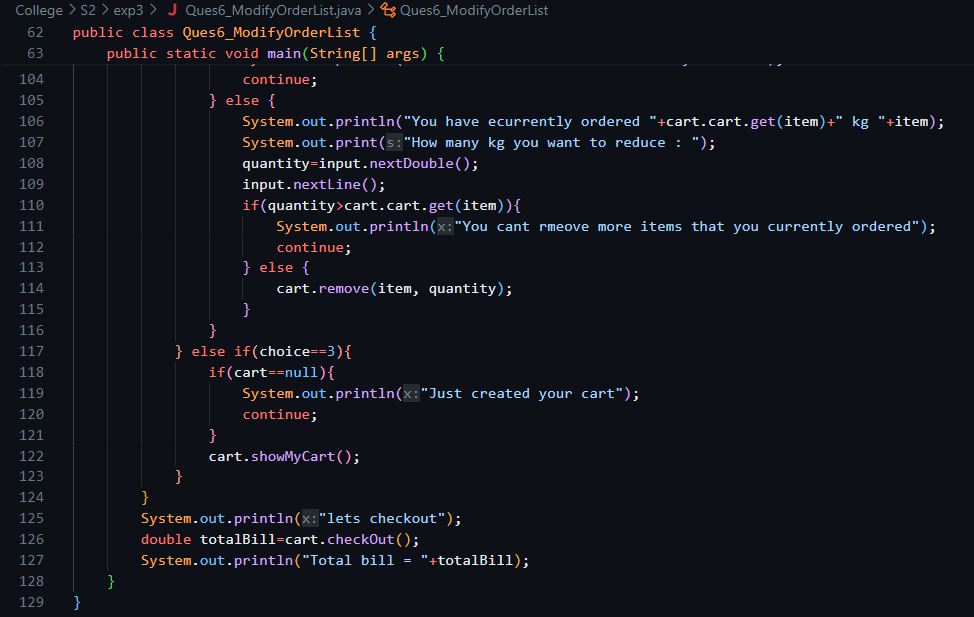 College > S2 > exp3 > J Ques6_ModifyOrderList.java > Ques6_ModifyOrderList
62 public class Ques6_ModifyOrderList {
63 public static void main(String[] args) {
104 continue;
105 } else {
106 System.out.println("You have ecurrently ordered "+cart.cart.get(item)+" kg "+item);
107 System.out.print(s:"How many kg you want to reduce : ");
108 quantity=input.nextDouble();
109 input.nextLine();
110 if(quantity>cart.cart.get(item)){
111 System.out.println(x:"You cant rmeove more items that you currently ordered");
112 continue;
113 } else {
114 cart.remove(item, quantity);
115 }
116 }
117 } else if(choice==3){
118 if(cart==null){
119 System.out.println(x:"Just created your cart");
120 continue;
121 }
122 cart.showMyCart();
123 }
124 }
125 System.out.println(x:"lets checkout");
126 double totalBill=cart.checkOut();
127 System.out.println("Total bill = "+totalBill);
128 }
129 }